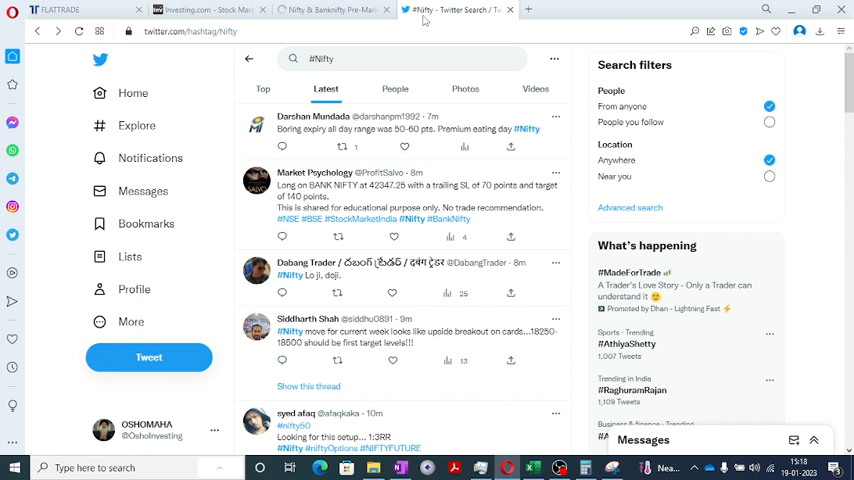 FLATTRADE
Inv Investing.com - Stock Mar
Nifty & Banknifty Pre-Mark
#Nifty - Twitter Search / Tw
twitter.com/hashtag/Nifty
#Nifty
Top Latest People Photos Videos
Home
Explore
Notifications
Messages
Bookmarks
Lists
Profile
More
Tweet
OSHOMAHA
@OshoInvesting
Darshan Mundada @darshanpm1992 · 7m
Boring expiry all day range was 50-60 pts. Premium eating day #Nifty
1
Market Psychology @ProfitSalvo · 8m
Long on BANK NIFTY at 42347.25 with a trailing SL of 70 points and target
of 140 points.
This is shared for educational purpose only. No trade recommendation.
#NSE #BSE #StockMarketIndia #Nifty #BankNifty
4
Dabang Trader / దబంగ్ ట్రేడర్ / दबंग ट्रेडर @DabangTrader · 8m
#Nifty Lo ji, doji.
25
Siddharth Shah @siddhu0891 · 9m
#Nifty move for current week looks like upside breakout on cards...18250-
18500 should be first target levels!!!
13
Show this thread
syed afaq @afaqkaka · 10m
#nifty50
Looking for this setup... 1:3RR
#Nifty #niftyOptions #NIFTYFUTURE
Search filters
People
From anyone
People you follow
Location
Anywhere
Near you
Advanced search
What's happening
#MadeForTrade
A Trader's Love Story - Only a Trader can
understand it
Promoted by Dhan - Lightning Fast ⚡
Sports · Trending
#AthiyaShetty
1,007 Tweets
Trending in India
#RaghuramRajan
1,109 Tweets
Business & finance · Trending
Messages
Type here to search
Nea...
15:18
19-01-2023
3